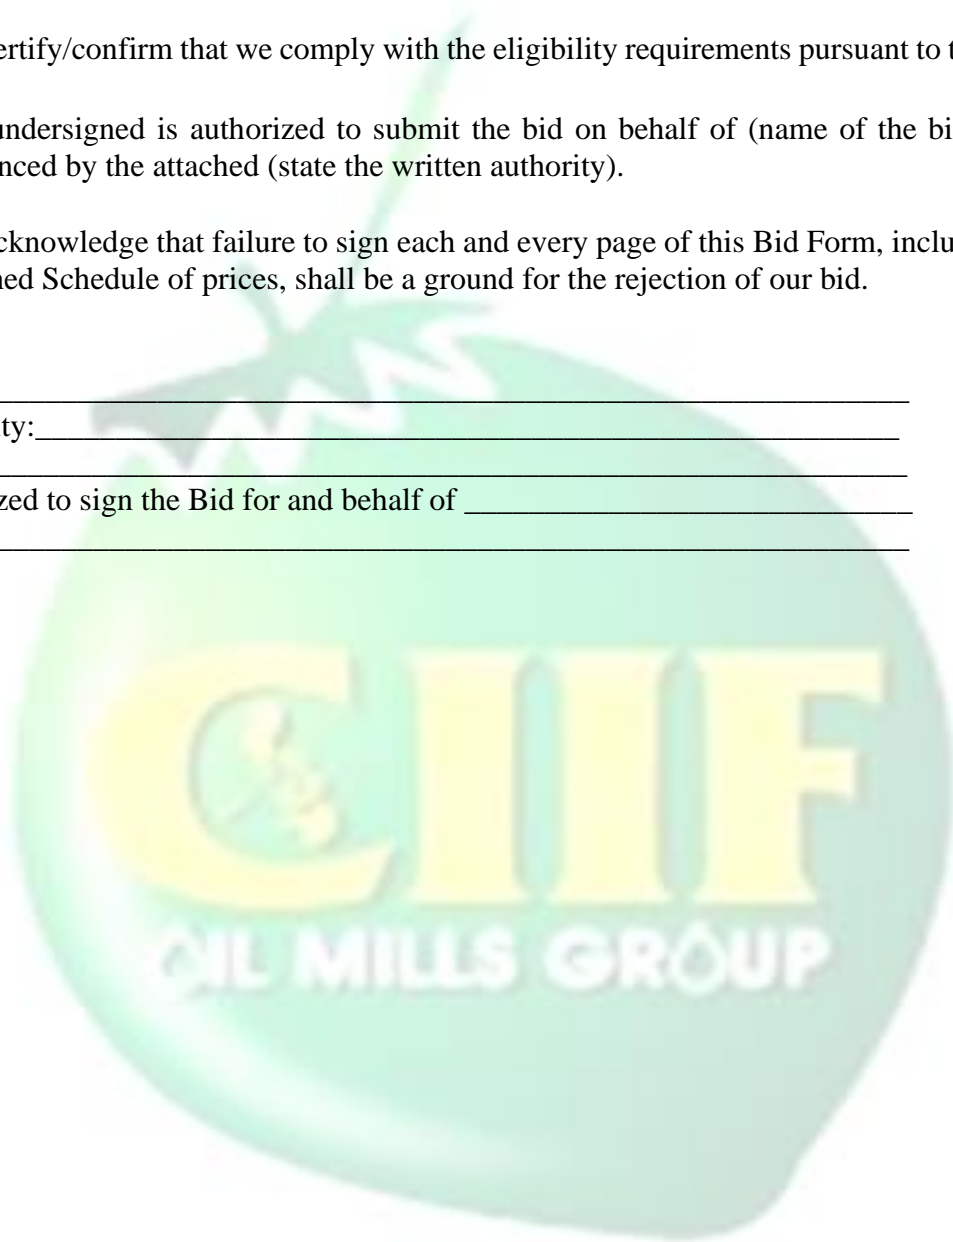 ertify/confirm that we comply with the eligibility requirements pursuant to t
undersigned is authorized to submit the bid on behalf of (name of the bi
nced by the attached (state the written authority).
cknowledge that failure to sign each and every page of this Bid Form, inclu
ned Schedule of prices, shall be a ground for the rejection of our bid.
ty:
zed to sign the Bid for and behalf of
CIIF
OIL MILLS GROUP